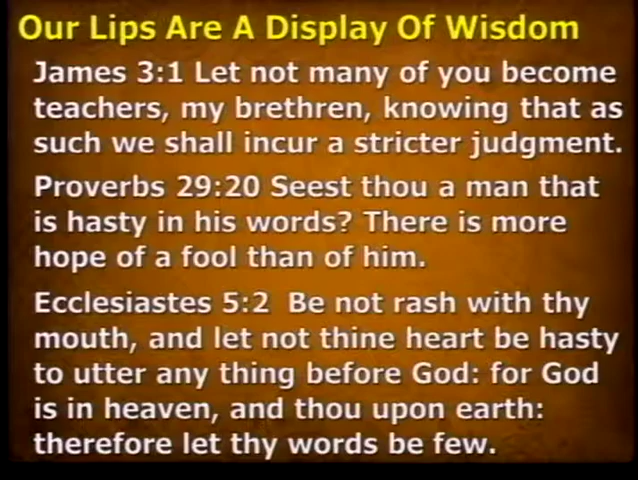 Our Lips Are A Display Of Wisdom
James 3:1 Let not many of you become
teachers, my brethren, knowing that as
such we shall incur a stricter judgment.
Proverbs 29:20 Seest thou a man that
is hasty in his words? There is more
hope of a fool than of him.
Ecclesiastes 5:2  Be not rash with thy
mouth, and let not thine heart be hasty
to utter any thing before God: for God
is in heaven, and thou upon earth:
therefore let thy words be few.